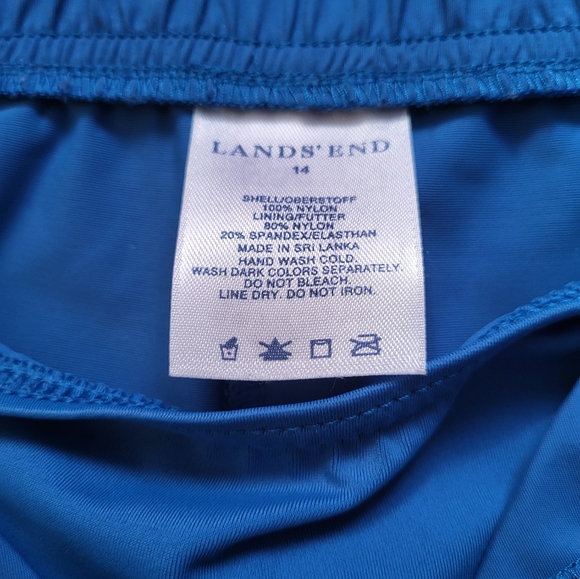 LANDS' END
14
SHELL/OBERSTOFF
100% NYLON
LINING/FUTTER
80% NYLON
20% SPANDEX/ELASTHAN
MADE IN SRI LANKA
HAND WASH COLD.
WASH DARK COLORS SEPARATELY.
DO NOT BLEACH.
LINE DRY. DO NOT IRON.